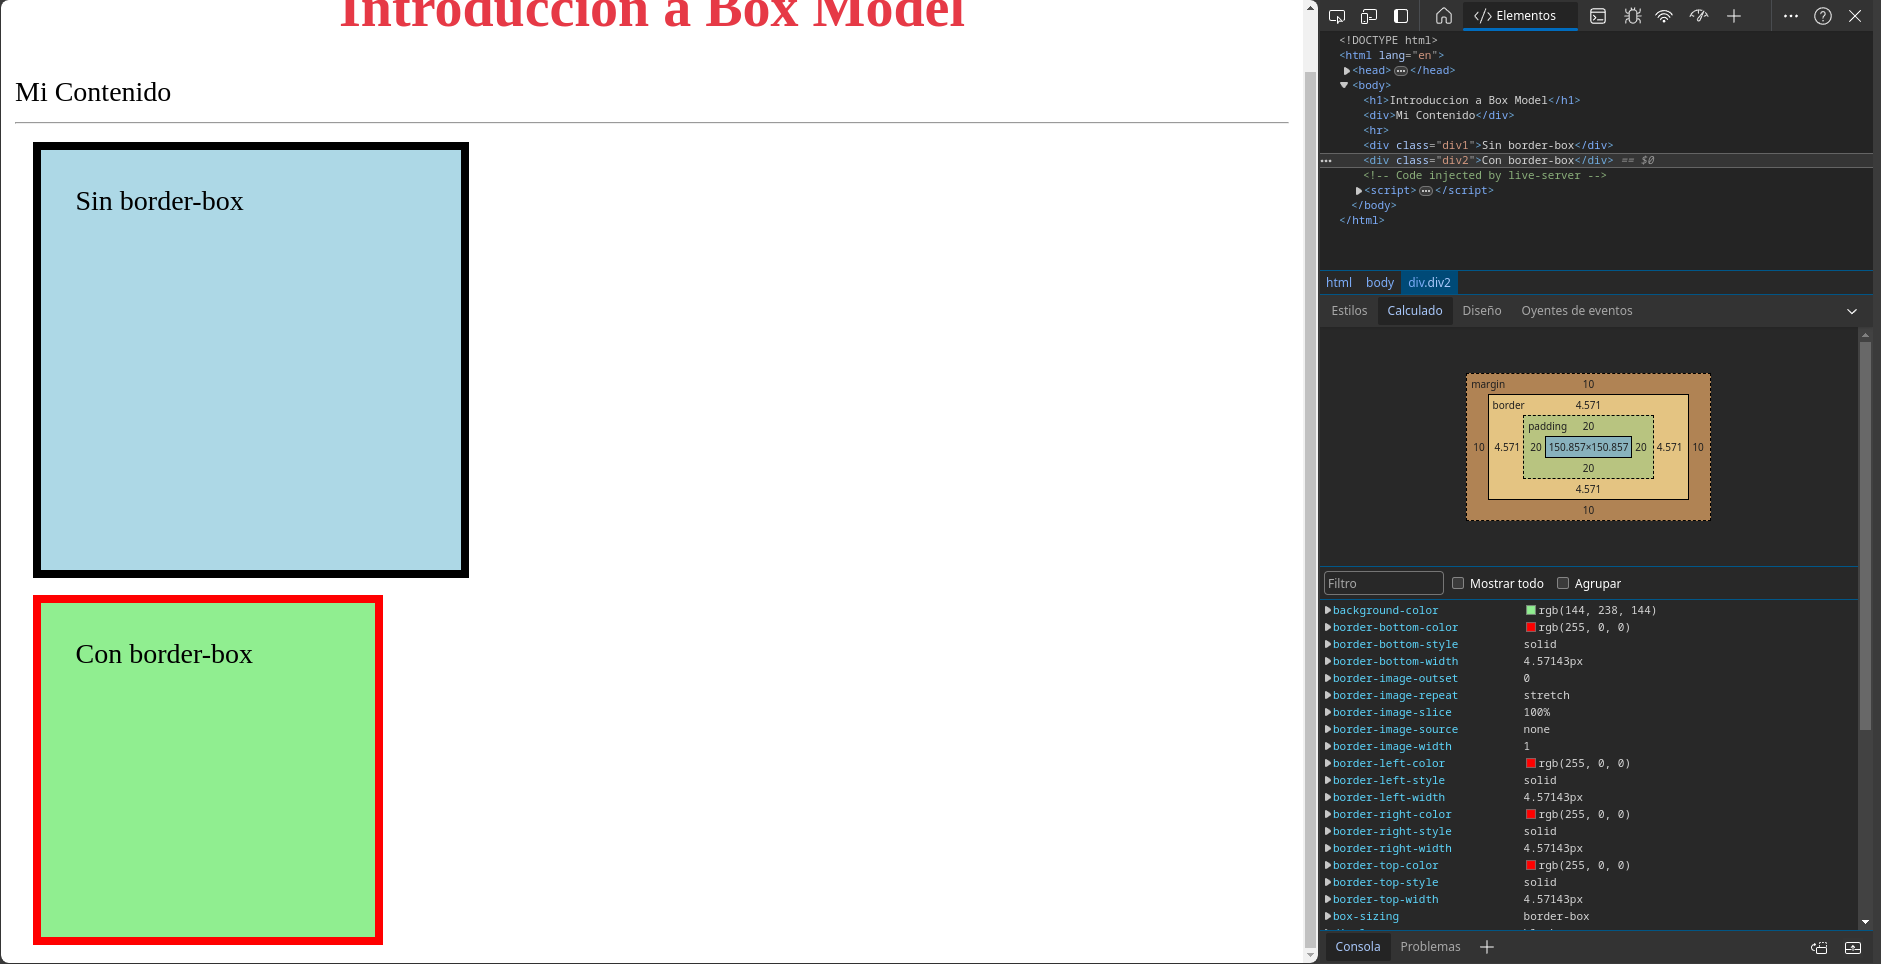 Introduccion a Box Model
Mi Contenido
Sin border-box
Con border-box
Elementos
<!DOCTYPE html>
<html lang="en">
<head> ••• </head>
<body>
<h1>Introduccion a Box Model</h1>
<div>Mi Contenido</div>
<hr>
<div class="div1">Sin border-box</div>
<div class="div2">Con border-box</div> == $0
<!-- Code injected by live-server -->
<script> ••• </script>
</body>
</html>
html body div.div2
Estilos Calculado Diseño Oyentes de eventos
margin 10
border 4.571
padding 20
10 4.571 20 150.857×150.857 20 4.571 10
20
4.571
10
Filtro Mostrar todo Agrupar
background-color rgb(144, 238, 144)
border-bottom-color rgb(255, 0, 0)
border-bottom-style solid
border-bottom-width 4.57143px
border-image-outset 0
border-image-repeat stretch
border-image-slice 100%
border-image-source none
border-image-width 1
border-left-color rgb(255, 0, 0)
border-left-style solid
border-left-width 4.57143px
border-right-color rgb(255, 0, 0)
border-right-style solid
border-right-width 4.57143px
border-top-color rgb(255, 0, 0)
border-top-style solid
border-top-width 4.57143px
box-sizing border-box
Consola Problemas